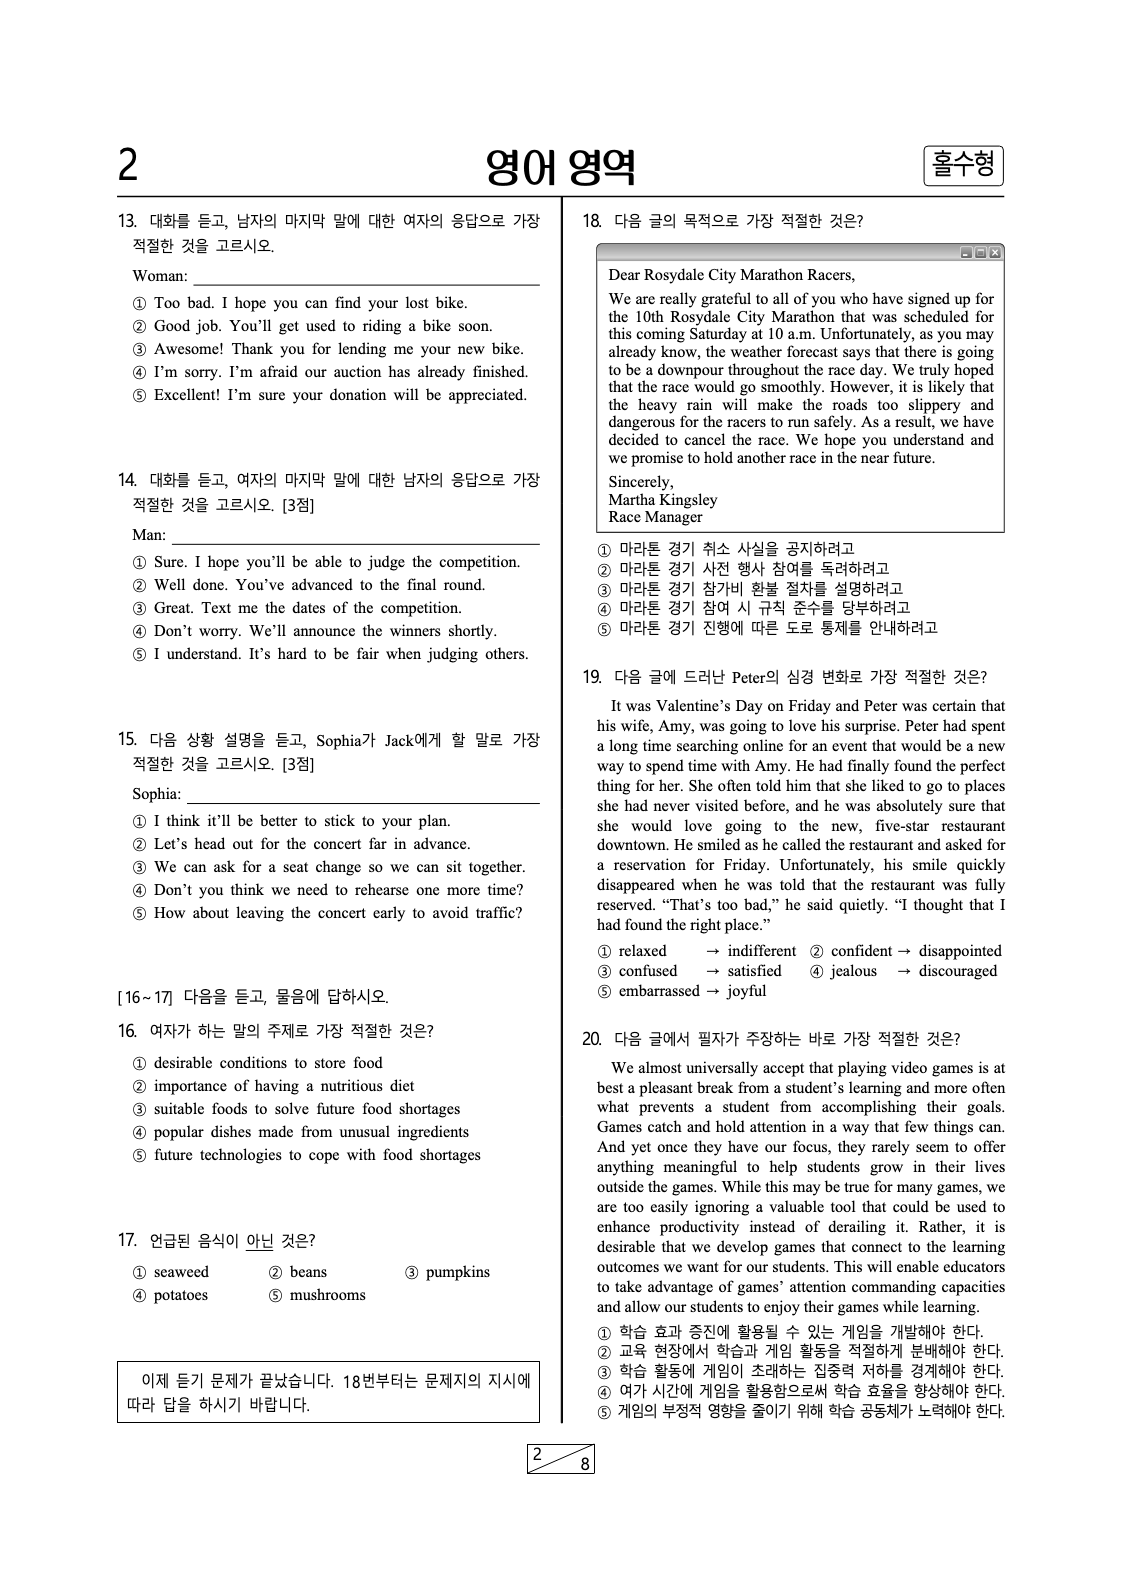 2
영어 영역
홀수형
13. 대화를 듣고, 남자의 마지막 말에 대한 여자의 응답으로 가장
적절한 것을 고르시오.
Woman:
① Too bad. I hope you can find your lost bike.
② Good job. You’ll get used to riding a bike soon.
③ Awesome! Thank you for lending me your new bike.
④ I’m sorry. I’m afraid our auction has already finished.
⑤ Excellent! I’m sure your donation will be appreciated.
14. 대화를 듣고, 여자의 마지막 말에 대한 남자의 응답으로 가장
적절한 것을 고르시오. [3점]
Man:
① Sure. I hope you’ll be able to judge the competition.
② Well done. You’ve advanced to the final round.
③ Great. Text me the dates of the competition.
④ Don’t worry. We’ll announce the winners shortly.
⑤ I understand. It’s hard to be fair when judging others.
15. 다음 상황 설명을 듣고, Sophia가 Jack에게 할 말로 가장
적절한 것을 고르시오. [3점]
Sophia:
① I think it’ll be better to stick to your plan.
② Let’s head out for the concert far in advance.
③ We can ask for a seat change so we can sit together.
④ Don’t you think we need to rehearse one more time?
⑤ How about leaving the concert early to avoid traffic?
[16~17] 다음을 듣고, 물음에 답하시오.
16. 여자가 하는 말의 주제로 가장 적절한 것은?
① desirable conditions to store food
② importance of having a nutritious diet
③ suitable foods to solve future food shortages
④ popular dishes made from unusual ingredients
⑤ future technologies to cope with food shortages
17. 언급된 음식이 아닌 것은?
① seaweed ② beans ③ pumpkins
④ potatoes ⑤ mushrooms
이제 듣기 문제가 끝났습니다. 18번부터는 문제지의 지시에
따라 답을 하시기 바랍니다.
18. 다음 글의 목적으로 가장 적절한 것은?
Dear Rosydale City Marathon Racers,
We are really grateful to all of you who have signed up for
the 10th Rosydale City Marathon that was scheduled for
this coming Saturday at 10 a.m. Unfortunately, as you may
already know, the weather forecast says that there is going
to be a downpour throughout the race day. We truly hoped
that the race would go smoothly. However, it is likely that
the heavy rain will make the roads too slippery and
dangerous for the racers to run safely. As a result, we have
decided to cancel the race. We hope you understand and
we promise to hold another race in the near future.
Sincerely,
Martha Kingsley
Race Manager
① 마라톤 경기 취소 사실을 공지하려고
② 마라톤 경기 사전 행사 참여를 독려하려고
③ 마라톤 경기 참가비 환불 절차를 설명하려고
④ 마라톤 경기 참여 시 규칙 준수를 당부하려고
⑤ 마라톤 경기 진행에 따른 도로 통제를 안내하려고
19. 다음 글에 드러난 Peter의 심경 변화로 가장 적절한 것은?
It was Valentine’s Day on Friday and Peter was certain that
his wife, Amy, was going to love his surprise. Peter had spent
a long time searching online for an event that would be a new
way to spend time with Amy. He had finally found the perfect
thing for her. She often told him that she liked to go to places
she had never visited before, and he was absolutely sure that
she would love going to the new, five-star restaurant
downtown. He smiled as he called the restaurant and asked for
a reservation for Friday. Unfortunately, his smile quickly
disappeared when he was told that the restaurant was fully
reserved. “That’s too bad,” he said quietly. “I thought that I
had found the right place.”
① relaxed → indifferent ② confident → disappointed
③ confused → satisfied ④ jealous → discouraged
⑤ embarrassed → joyful
20. 다음 글에서 필자가 주장하는 바로 가장 적절한 것은?
We almost universally accept that playing video games is at
best a pleasant break from a student’s learning and more often
what prevents a student from accomplishing their goals.
Games catch and hold attention in a way that few things can.
And yet once they have our focus, they rarely seem to offer
anything meaningful to help students grow in their lives
outside the games. While this may be true for many games, we
are too easily ignoring a valuable tool that could be used to
enhance productivity instead of derailing it. Rather, it is
desirable that we develop games that connect to the learning
outcomes we want for our students. This will enable educators
to take advantage of games’ attention commanding capacities
and allow our students to enjoy their games while learning.
① 학습 효과 증진에 활용될 수 있는 게임을 개발해야 한다.
② 교육 현장에서 학습과 게임 활동을 적절하게 분배해야 한다.
③ 학습 활동에 게임이 초래하는 집중력 저하를 경계해야 한다.
④ 여가 시간에 게임을 활용함으로써 학습 효율을 향상해야 한다.
⑤ 게임의 부정적 영향을 줄이기 위해 학습 공동체가 노력해야 한다.
2
8